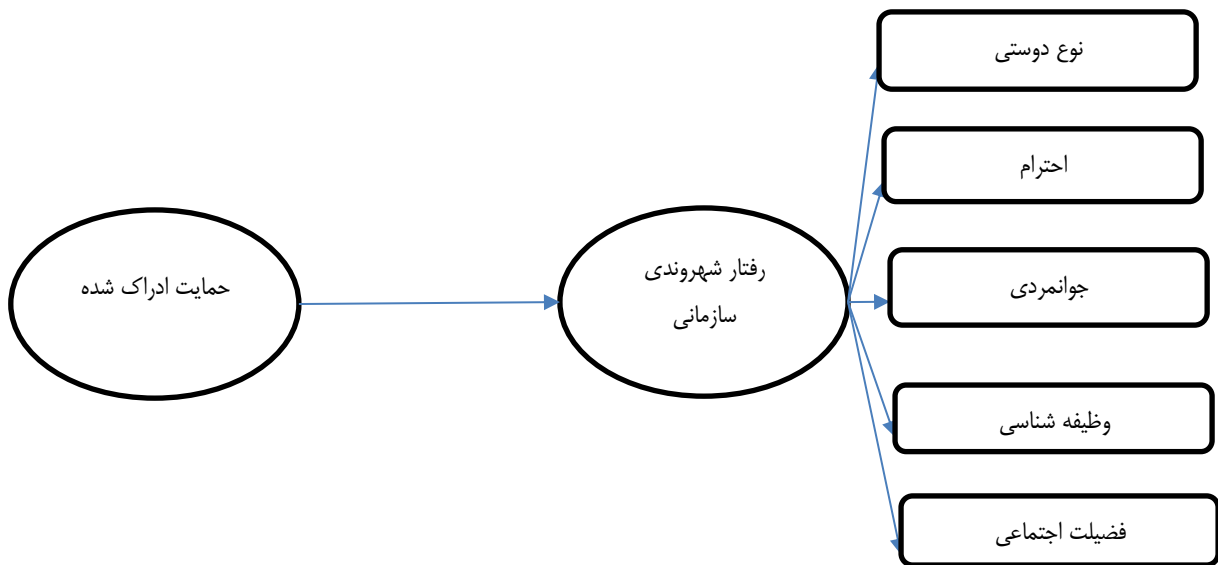 نوع دوستی
احترام
جوانمردی
وظیفه شناسی
فضیلت اجتماعی
رفتار شهروندی
سازمانی
حمایت ادراک شده